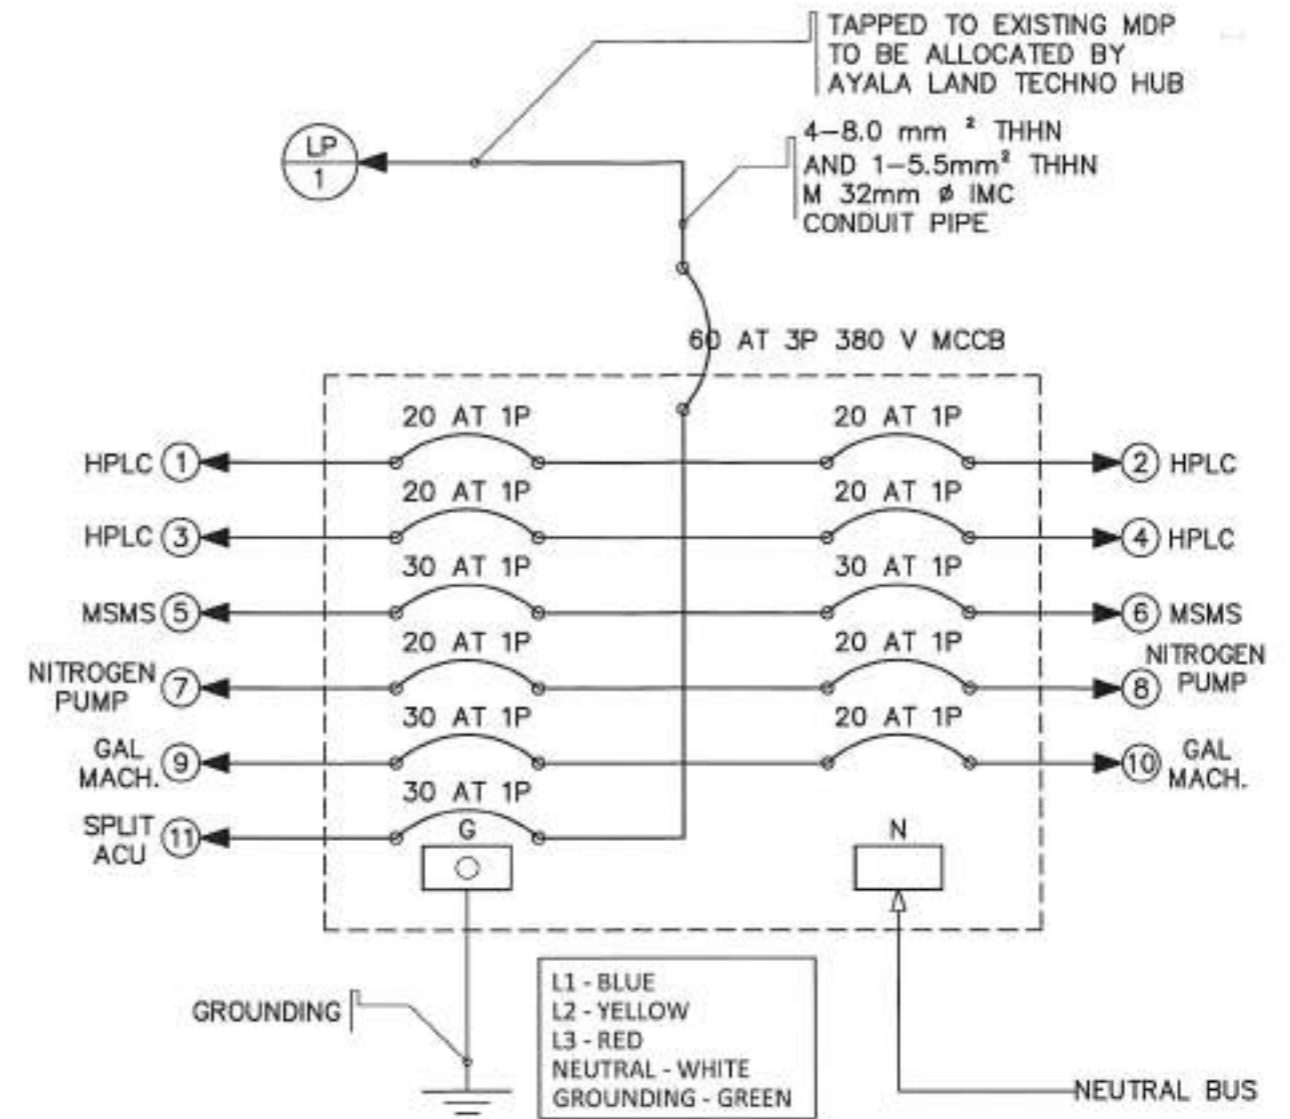 TAPPED TO EXISTING MDP
TO BE ALLOCATED BY
AYALA LAND TECHNO HUB
4-8.0 mm ² THHN
AND 1-5.5mm² THHN
M 32mm ø IMC
CONDUIT PIPE
LP
1
60 AT 3P 380 V MCCB
20 AT 1P
20 AT 1P
HPLC 1
2 HPLC
20 AT 1P
20 AT 1P
HPLC 3
4 HPLC
30 AT 1P
30 AT 1P
MSMS 5
6 MSMS
20 AT 1P
20 AT 1P
NITROGEN
PUMP
7
8
NITROGEN
PUMP
30 AT 1P
20 AT 1P
GAL
MACH.
9
10
GAL
MACH.
30 AT 1P
SPLIT
ACU
11
G
N
GROUNDING
L1 - BLUE
L2 - YELLOW
L3 - RED
NEUTRAL - WHITE
GROUNDING - GREEN
NEUTRAL BUS